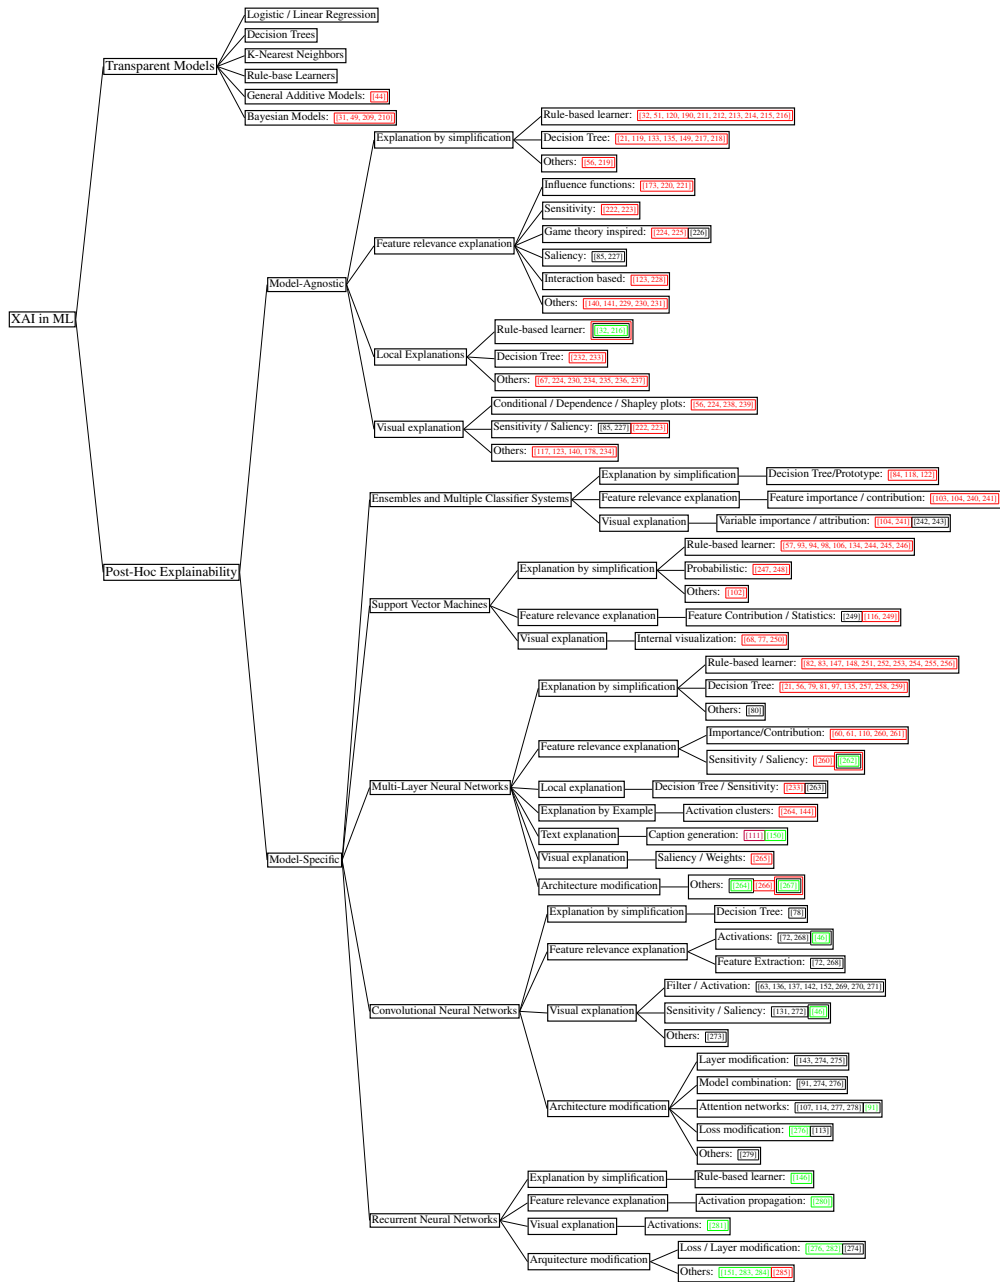 Logistic / Linear Regression
Decision Trees
K-Nearest Neighbors
Transparent Models
Rule-base Learners
General Additive Models: [44]
Bayesian Models: [31, 49, 209, 210]
Rule-based learner: [32, 51, 120, 190, 211, 212, 213, 214, 215, 216]
Explanation by simplification
Decision Tree: [21, 119, 133, 135, 149, 217, 218]
Others: [56, 219]
Influence functions: [173, 220, 221]
Sensitivity: [222, 223]
Game theory inspired: [224, 225] [226]
Feature relevance explanation
Saliency: [85, 227]
Interaction based: [123, 228]
Model-Agnostic
Others: [140, 141, 229, 230, 231]
XAI in ML
Rule-based learner: [32, 216]
Local Explanations
Decision Tree: [232, 233]
Others: [67, 224, 230, 234, 235, 236, 237]
Conditional / Dependence / Shapley plots: [56, 224, 238, 239]
Visual explanation
Sensitivity / Saliency: [85, 227] [222, 223]
Others: [117, 123, 140, 178, 234]
Explanation by simplification
Decision Tree/Prototype: [84, 118, 122]
Ensembles and Multiple Classifier Systems
Feature relevance explanation
Feature importance / contribution: [103, 104, 240, 241]
Visual explanation
Variable importance / attribution: [104, 241] [242, 243]
Rule-based learner: [57, 93, 94, 98, 106, 134, 244, 245, 246]
Post-Hoc Explainability
Explanation by simplification
Probabilistic: [247, 248]
Others: [102]
Support Vector Machines
Feature relevance explanation
Feature Contribution / Statistics: [249] [116, 249]
Visual explanation
Internal visualization: [68, 77, 250]
Rule-based learner: [82, 83, 147, 148, 251, 252, 253, 254, 255, 256]
Explanation by simplification
Decision Tree: [21, 56, 79, 81, 97, 135, 257, 258, 259]
Others: [80]
Importance/Contribution: [60, 61, 110, 260, 261]
Feature relevance explanation
Sensitivity / Saliency: [260] [262]
Multi-Layer Neural Networks
Local explanation
Decision Tree / Sensitivity: [233] [263]
Explanation by Example
Activation clusters: [264, 144]
Text explanation
Caption generation: [111] [150]
Visual explanation
Saliency / Weights: [265]
Model-Specific
Architecture modification
Others: [264] [266] [267]
Explanation by simplification
Decision Tree: [78]
Activations: [72, 268] [46]
Feature relevance explanation
Feature Extraction: [72, 268]
Filter / Activation: [63, 136, 137, 142, 152, 269, 270, 271]
Convolutional Neural Networks
Visual explanation
Sensitivity / Saliency: [131, 272] [46]
Others: [273]
Layer modification: [143, 274, 275]
Model combination: [91, 274, 276]
Architecture modification
Attention networks: [107, 114, 277, 278] [91]
Loss modification: [276] [113]
Others: [279]
Explanation by simplification
Rule-based learner: [146]
Feature relevance explanation
Activation propagation: [280]
Recurrent Neural Networks
Visual explanation
Activations: [281]
Arquitecture modification
Loss / Layer modification: [276, 282] [274]
Others: [151, 283, 284] [285]